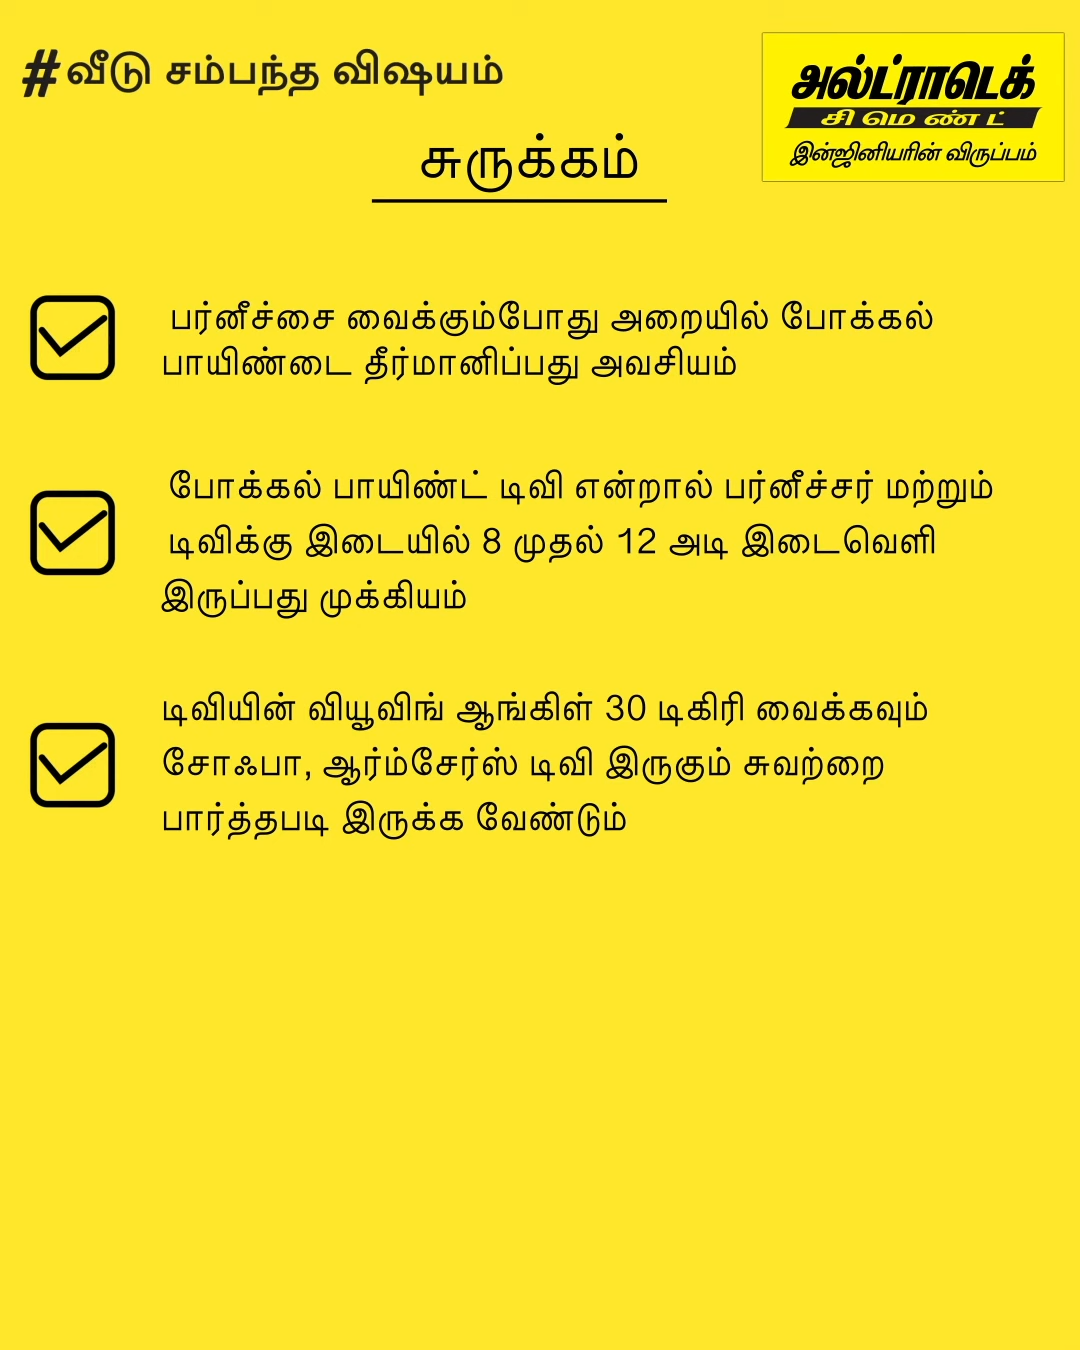 #வீடு சம்பந்த விஷயம்
அல்ட்ராடெக்
சிமெண்ட்
இன்ஜினியரின் விருப்பம்
சுருக்கம்
பர்னீச்சை வைக்கும்போது அறையில் போக்கல்
பாயிண்டை தீர்மானிப்பது அவசியம்
போக்கல் பாயிண்ட் டிவி என்றால் பர்னீச்சர் மற்றும்
டிவிக்கு இடையில் 8 முதல் 12 அடி இடைவெளி
இருப்பது முக்கியம்
டிவியின் வியூவிங் ஆங்கிள் 30 டிகிரி வைக்கவும்
சோஃபா, ஆர்ம்சேர்ஸ் டிவி இருகும் சுவற்றை
பார்த்தபடி இருக்க வேண்டும்